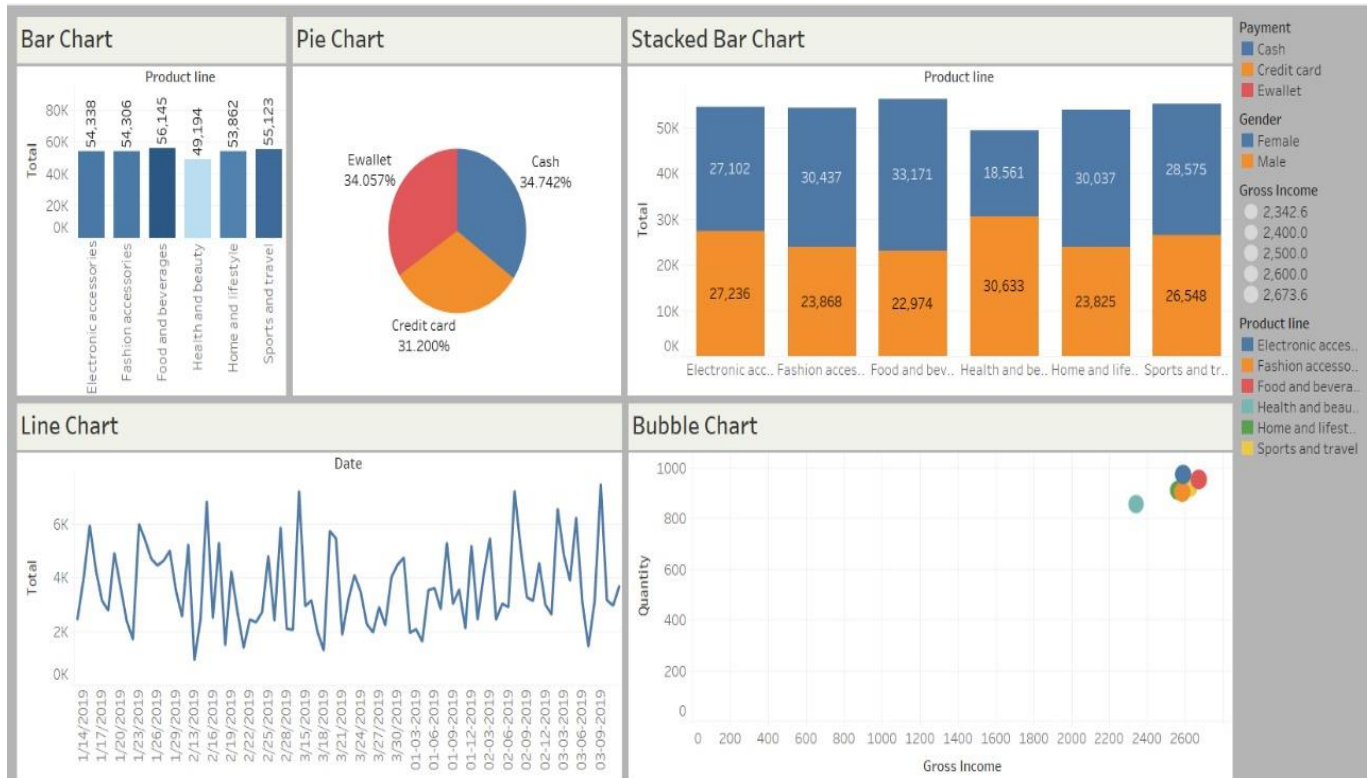 Bar Chart
Product line
Total
80K
60K
40K
20K
0K
54,338
54,306
56,145
49,194
53,862
55,123
Electronic accessories
Fashion accessories
Food and beverages
Health and beauty
Home and lifestyle
Sports and travel
Pie Chart
Ewallet
34.057%
Cash
34.742%
Credit card
31.200%
Stacked Bar Chart
Product line
Total
50K
40K
30K
20K
10K
0K
27,102
30,437
33,171
18,561
30,037
28,575
27,236
23,868
22,974
30,633
23,825
26,548
Electronic acc..
Fashion acces..
Food and bev..
Health and be..
Home and life..
Sports and tr..
Line Chart
Date
Total
6K
4K
2K
0K
1/14/2019
1/17/2019
1/20/2019
1/23/2019
1/26/2019
1/29/2019
2/13/2019
2/16/2019
2/19/2019
2/22/2019
2/25/2019
2/28/2019
3/15/2019
3/18/2019
3/21/2019
3/24/2019
3/27/2019
3/30/2019
01-03-2019
01-06-2019
01-09-2019
01-12-2019
02-03-2019
02-06-2019
02-09-2019
02-12-2019
03-03-2019
03-06-2019
03-09-2019
Bubble Chart
Quantity
1000
800
600
400
200
0
0 200 400 600 800 1000 1200 1400 1600 1800 2000 2200 2400 2600
Gross Income
Payment
Cash
Credit card
Ewallet
Gender
Female
Male
Gross Income
2,342.6
2,400.0
2,500.0
2,600.0
2,673.6
Product line
Electronic acces..
Fashion accesso..
Food and bevera..
Health and beau..
Home and lifest..
Sports and travel